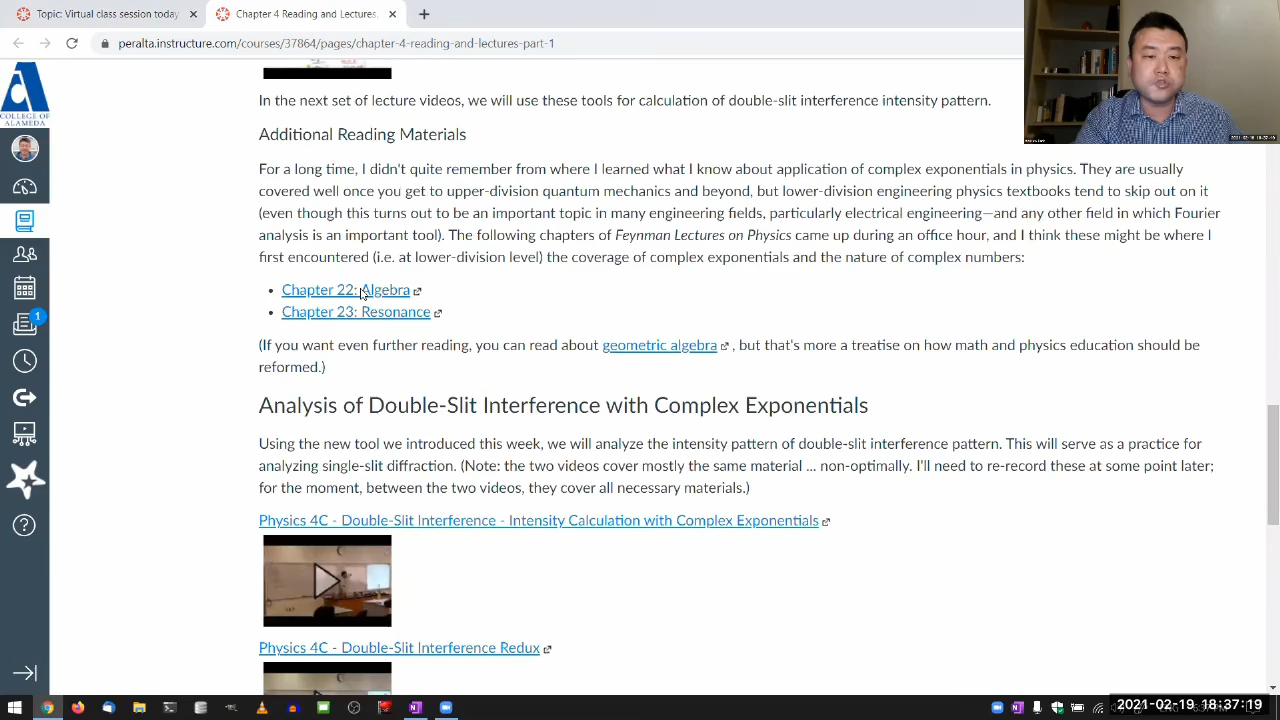 Topic: Virtual class session today
Chapter 4 Reading and Lectures,
peralta.instructure.com/courses/37864/pages/chapter-4-reading-and-lectures-part-1
COLLEGE OF
ALAMEDA
2021-02-19 18:37:19
In the next set of lecture videos, we will use these tools for calculation of double-slit interference intensity pattern.
Additional Reading Materials
For a long time, I didn't quite remember from where I learned what I know about application of complex exponentials in physics. They are usually
covered well once you get to upper-division quantum mechanics and beyond, but lower-division engineering physics textbooks tend to skip out on it
(even though this turns out to be an important topic in many engineering fields, particularly electrical engineering—and any other field in which Fourier
analysis is an important tool). The following chapters of Feynman Lectures on Physics came up during an office hour, and I think these might be where I
first encountered (i.e. at lower-division level) the coverage of complex exponentials and the nature of complex numbers:
• Chapter 22: Algebra
• Chapter 23: Resonance
1
(If you want even further reading, you can read about geometric algebra , but that's more a treatise on how math and physics education should be
reformed.)
Analysis of Double-Slit Interference with Complex Exponentials
Using the new tool we introduced this week, we will analyze the intensity pattern of double-slit interference pattern. This will serve as a practice for
analyzing single-slit diffraction. (Note: the two videos cover mostly the same material ... non-optimally. I'll need to re-record these at some point later;
for the moment, between the two videos, they cover all necessary materials.)
Physics 4C - Double-Slit Interference - Intensity Calculation with Complex Exponentials
Physics 4C - Double-Slit Interference Redux
2021-02-19 18:37:19